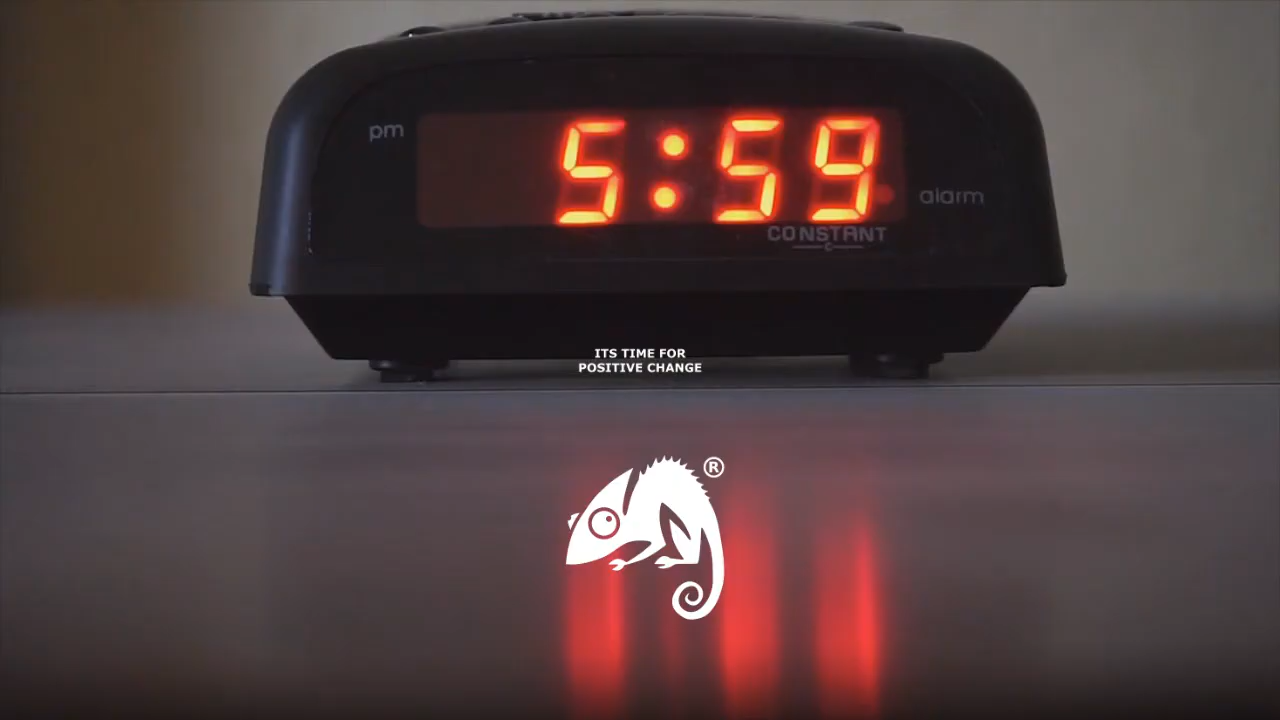 pm
5:59
alarm
CONSTANT
ITS TIME FOR
POSITIVE CHANGE
®